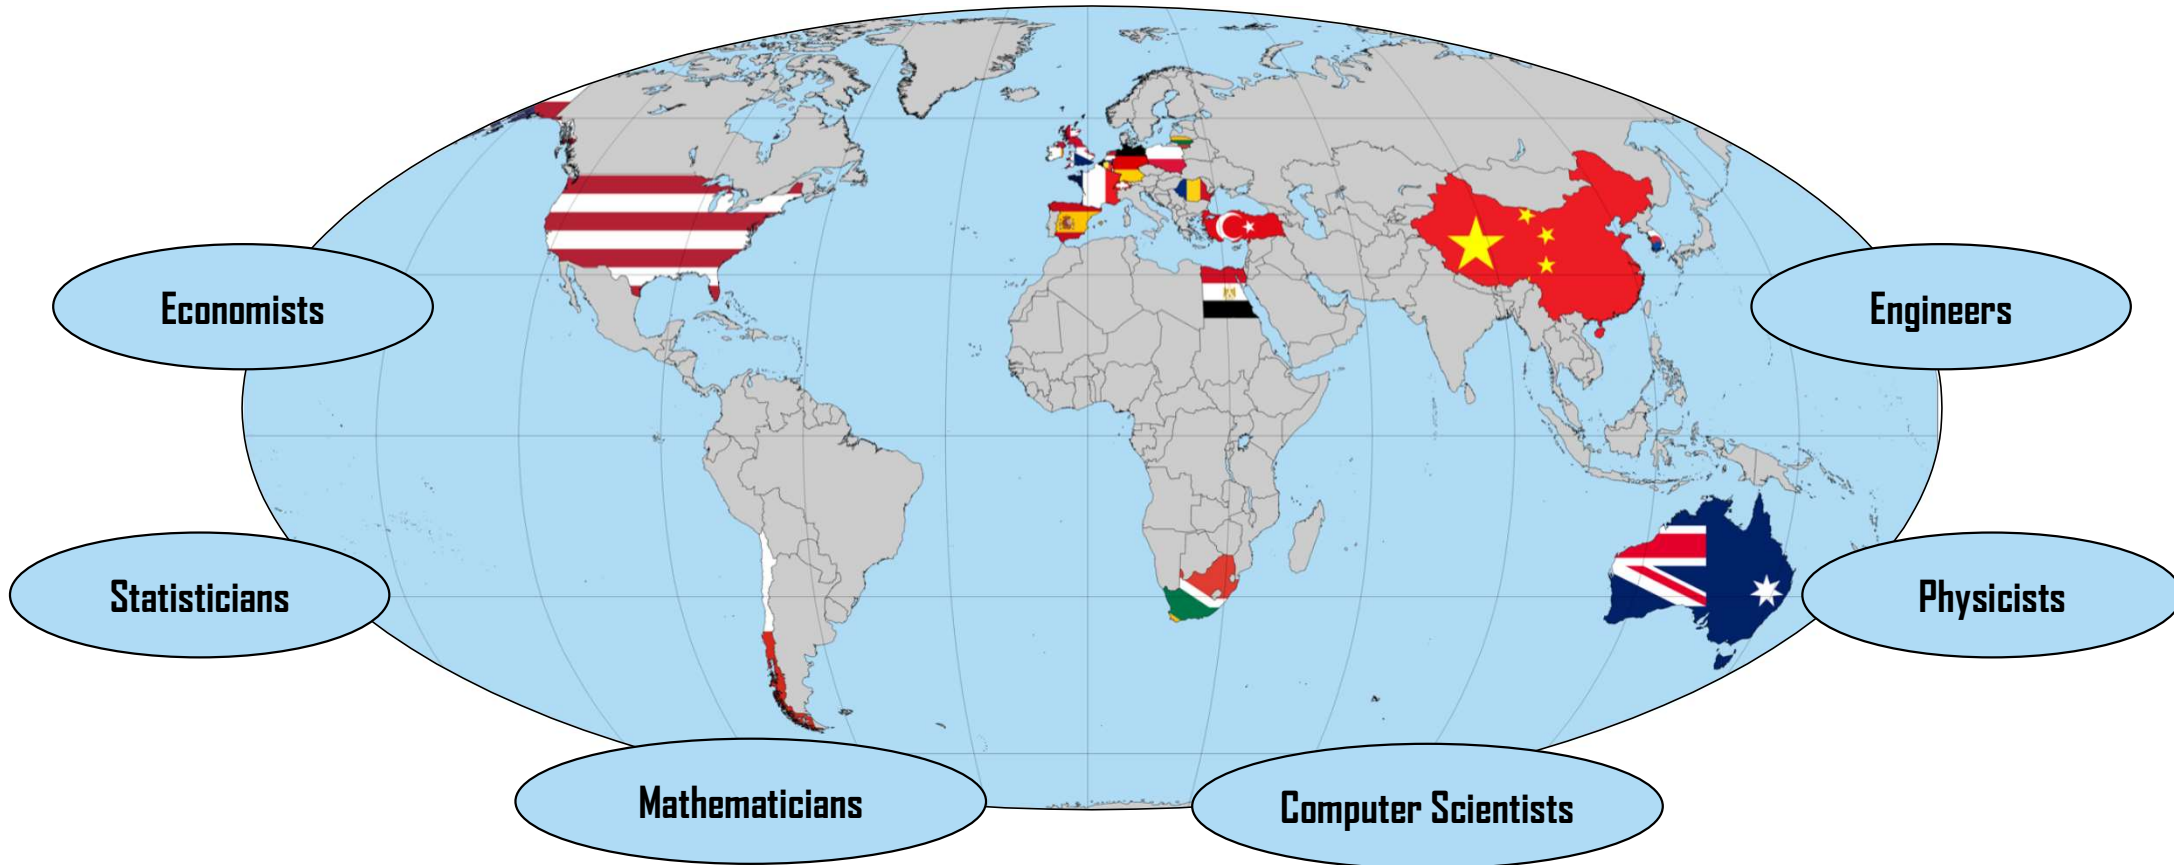 Economists
Engineers
Statisticians
Physicists
Mathematicians
Computer Scientists